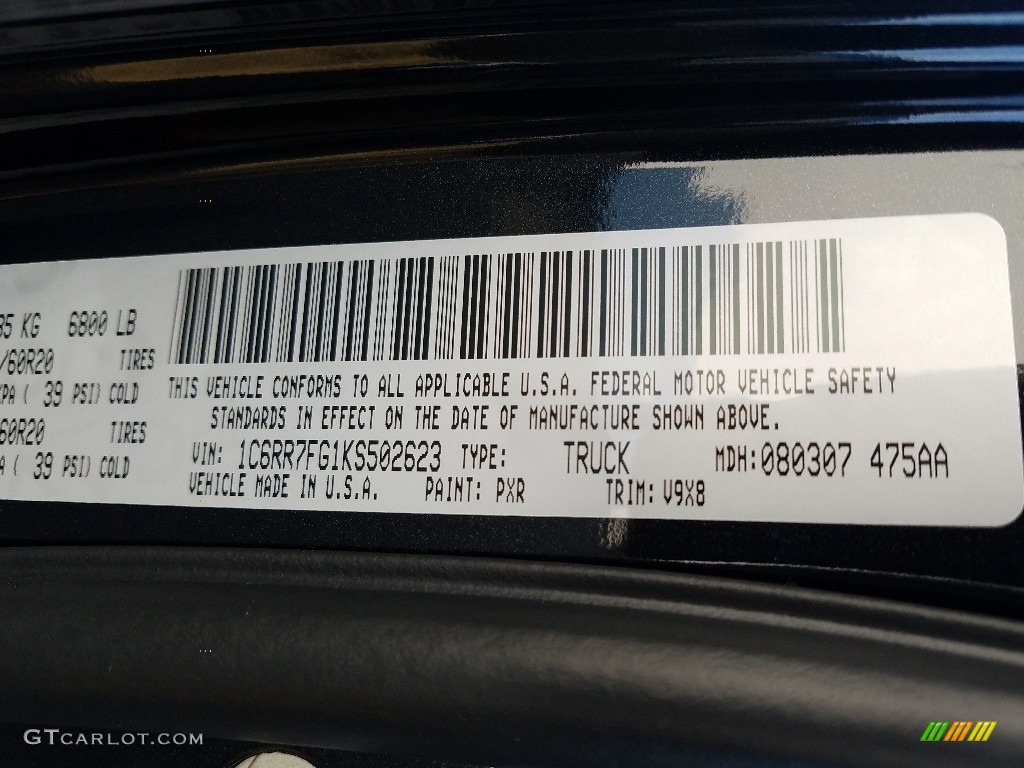 85 KG 6800 LB
/60R20 TIRES
KPA ( 39 PSI) COLD
60R20 TIRES
A ( 39 PSI) COLD
THIS VEHICLE CONFORMS TO ALL APPLICABLE U.S.A. FEDERAL MOTOR VEHICLE SAFETY
STANDARDS IN EFFECT ON THE DATE OF MANUFACTURE SHOWN ABOVE.
VIN: 1C6RR7FG1KS502623 TYPE: TRUCK MDH:080307 475AA
VEHICLE MADE IN U.S.A. PAINT: PXR TRIM: V9X8
GTCARLOT.COM